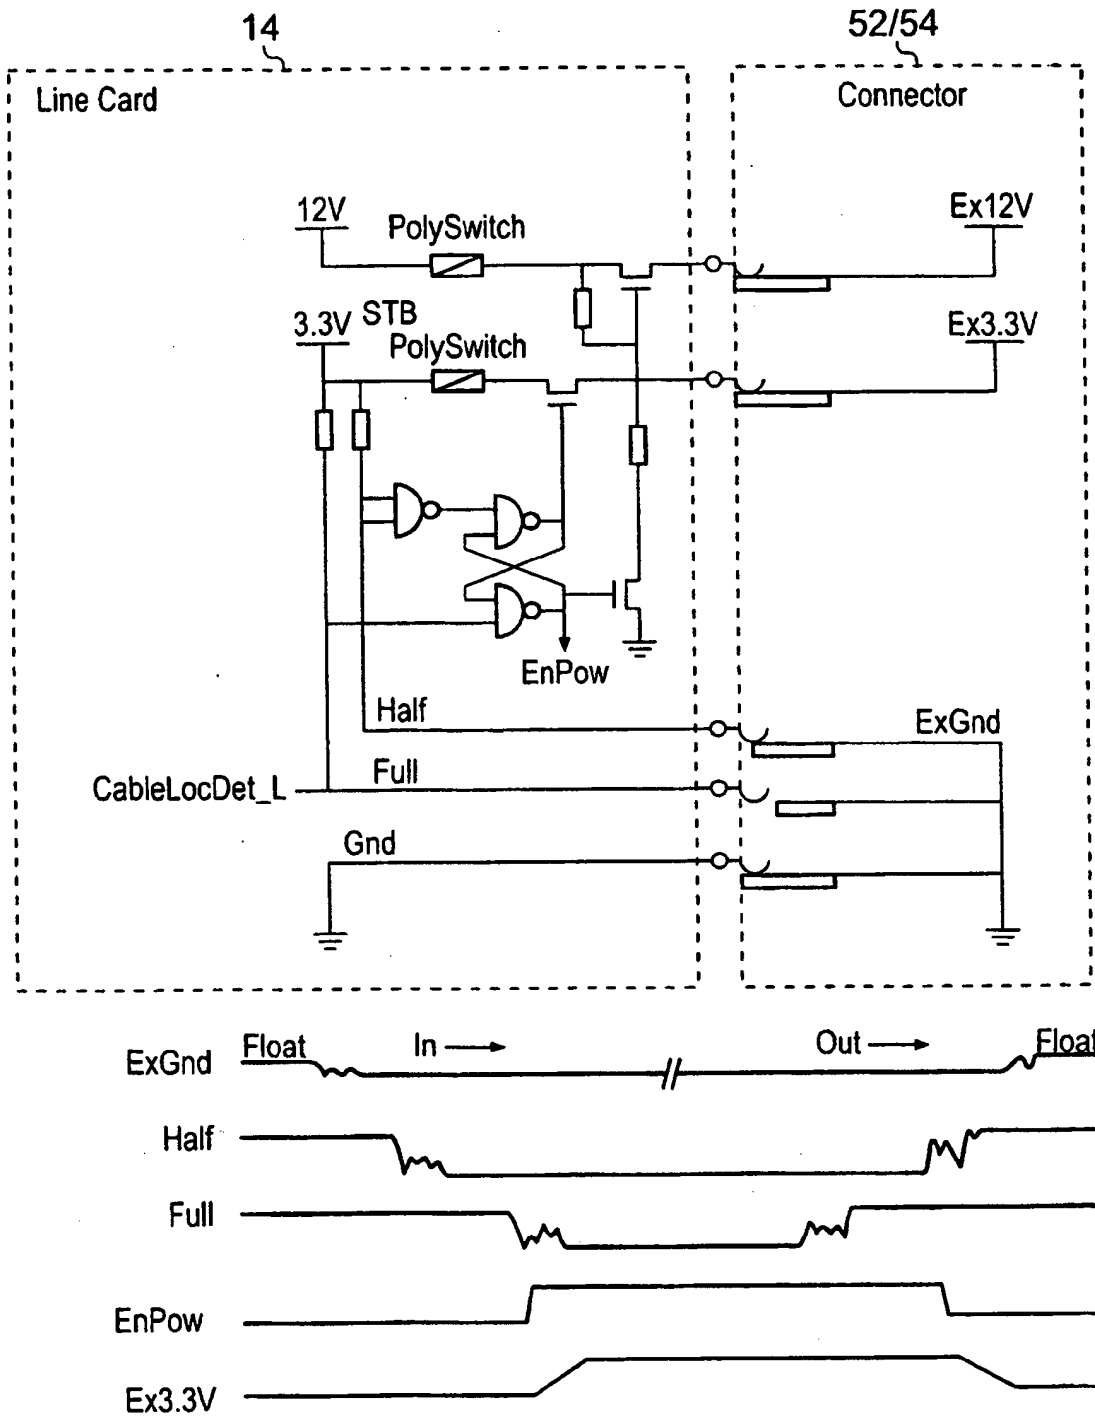 14
52/54
Line Card
Connector
12V
PolySwitch
Ex12V
3.3V
STB
PolySwitch
Ex3.3V
EnPow
Half
ExGnd
CableLocDet_L
Full
Gnd
ExGnd
Float
In
Out
Float
Half
Full
EnPow
Ex3.3V